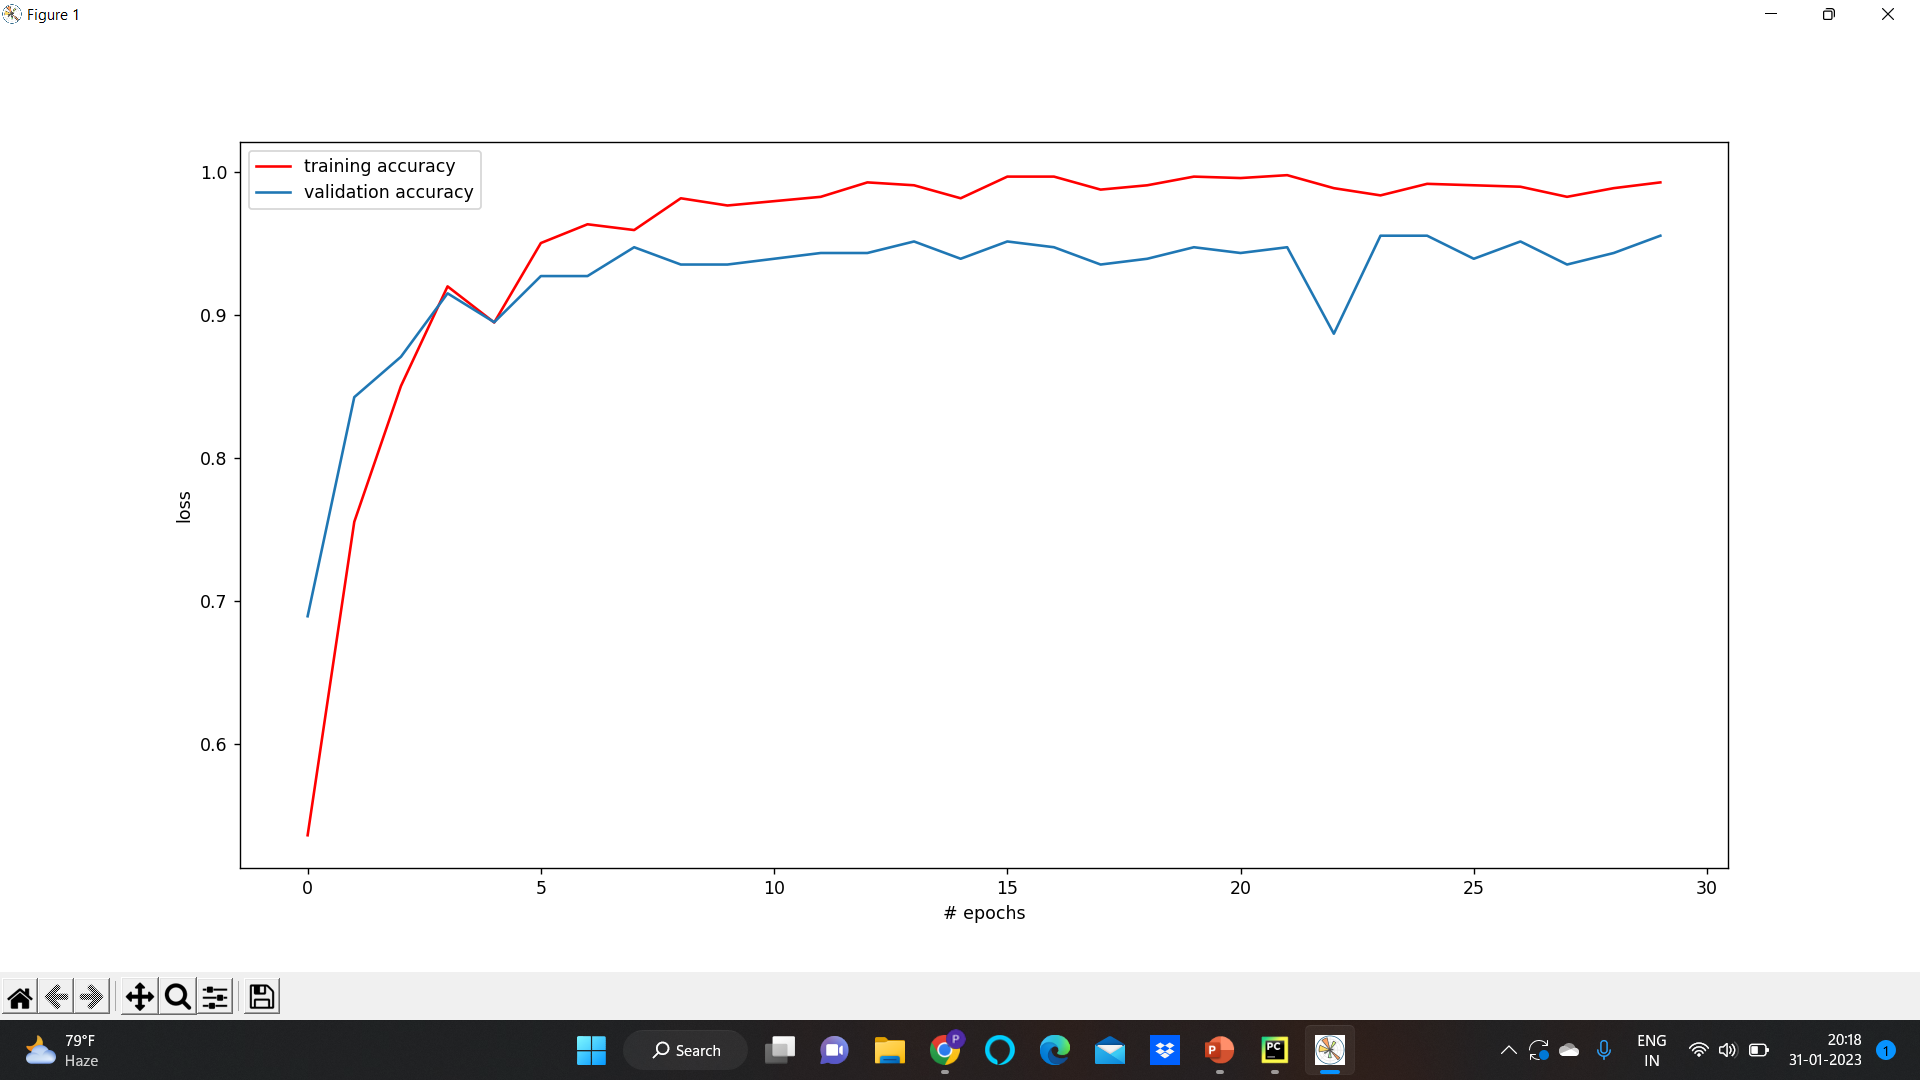 Figure 1
training accuracy
validation accuracy
1.0
0.9
0.8
0.7
0.6
loss
0 5 10 15 20 25 30
# epochs
79°F
Haze
Search
P
P
PC
ENG
IN
20:18
31-01-2023
1